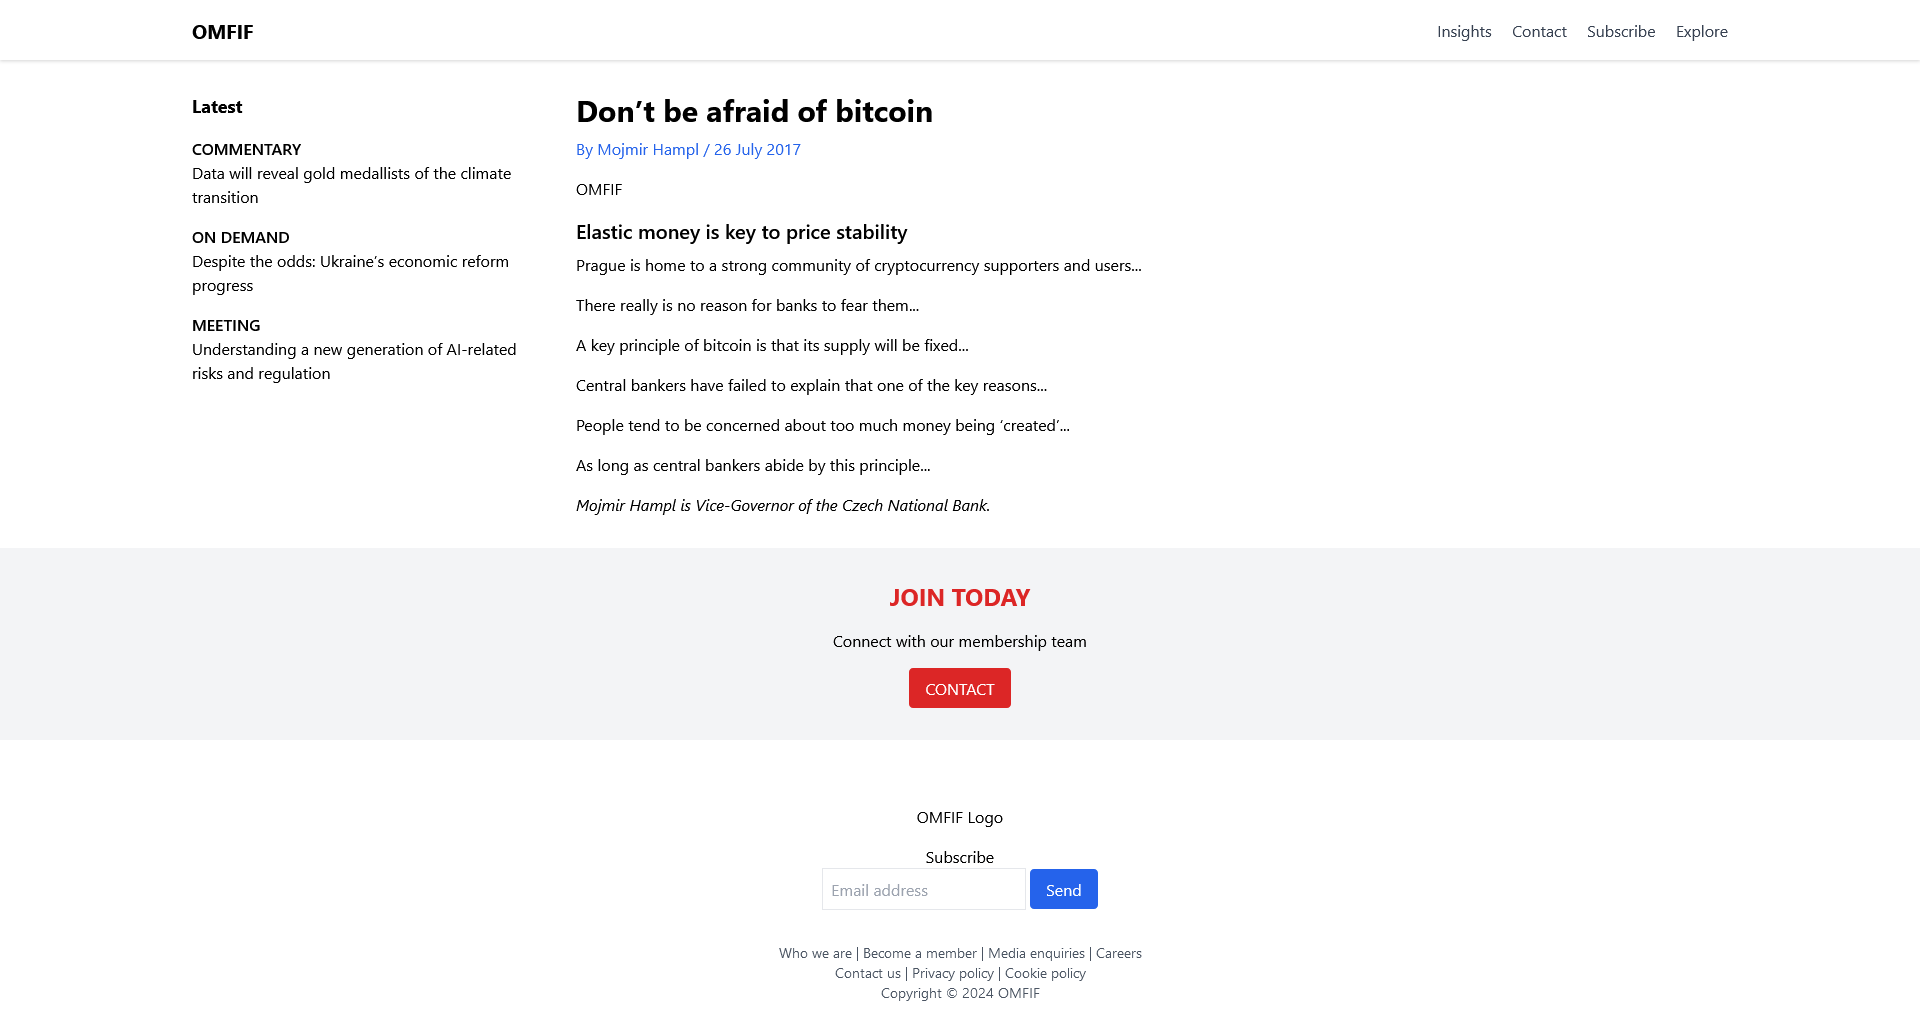 OMFIF
Insights
Contact
Subscribe
Explore
Latest
COMMENTARY
Data will reveal gold medallists of the climate
transition
ON DEMAND
Despite the odds: Ukraine’s economic reform
progress
MEETING
Understanding a new generation of AI-related
risks and regulation
Don’t be afraid of bitcoin
By Mojmir Hampl / 26 July 2017
OMFIF
Elastic money is key to price stability
Prague is home to a strong community of cryptocurrency supporters and users...
There really is no reason for banks to fear them...
A key principle of bitcoin is that its supply will be fixed...
Central bankers have failed to explain that one of the key reasons...
People tend to be concerned about too much money being ‘created’...
As long as central bankers abide by this principle...
Mojmir Hampl is Vice-Governor of the Czech National Bank.
JOIN TODAY
Connect with our membership team
CONTACT
OMFIF Logo
Subscribe
Email address
Send
Who we are | Become a member | Media enquiries | Careers
Contact us | Privacy policy | Cookie policy
Copyright © 2024 OMFIF